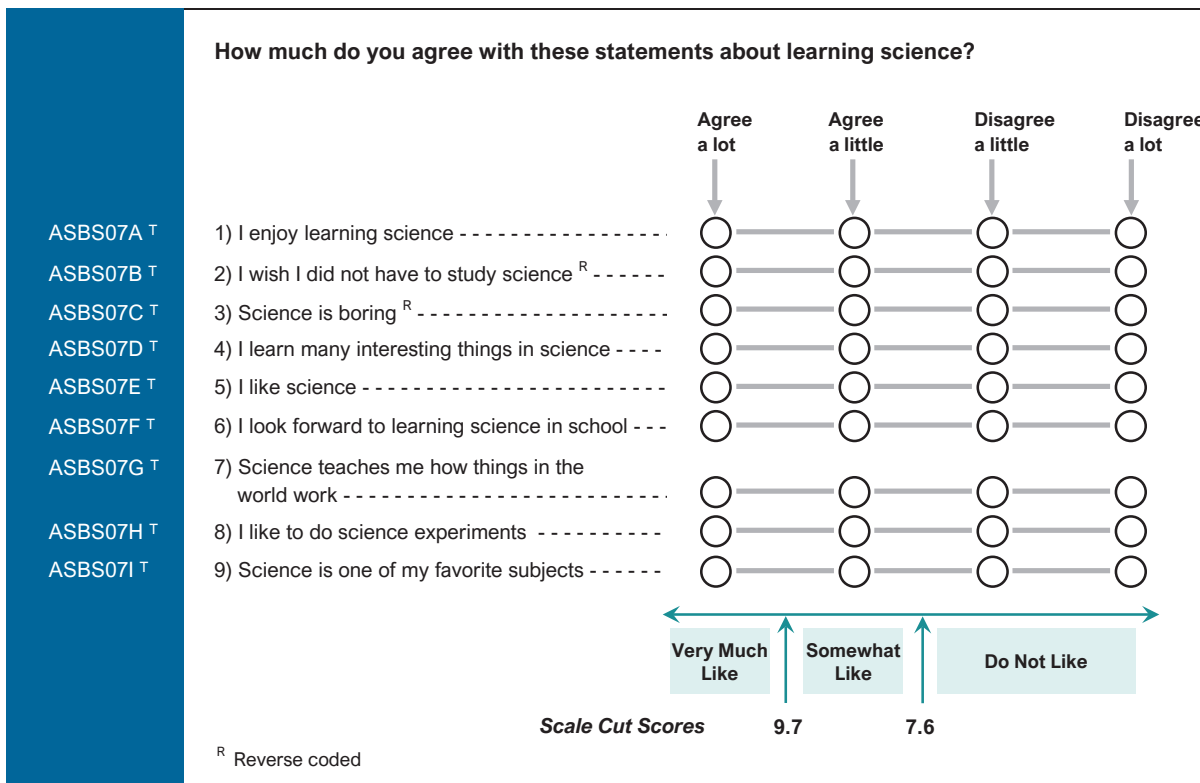 How much do you agree with these statements about learning science?
Agree a lot Agree a little Disagree a little Disagree a lot
ASBS07A ᵀ 1) I enjoy learning science - - - - - - - - - - - - - - - -
ASBS07B ᵀ 2) I wish I did not have to study science ᴿ - - - - - -
ASBS07C ᵀ 3) Science is boring ᴿ - - - - - - - - - - - - - - - - - - -
ASBS07D ᵀ 4) I learn many interesting things in science - - - -
ASBS07E ᵀ 5) I like science - - - - - - - - - - - - - - - - - - - - - - -
ASBS07F ᵀ 6) I look forward to learning science in school - - -
ASBS07G ᵀ 7) Science teaches me how things in the
world work - - - - - - - - - - - - - - - - - - - - - - - - -
ASBS07H ᵀ 8) I like to do science experiments - - - - - - - - - -
ASBS07I ᵀ 9) Science is one of my favorite subjects - - - - - -
Very Much Like Somewhat Like Do Not Like
Scale Cut Scores 9.7 7.6
ᴿ Reverse coded